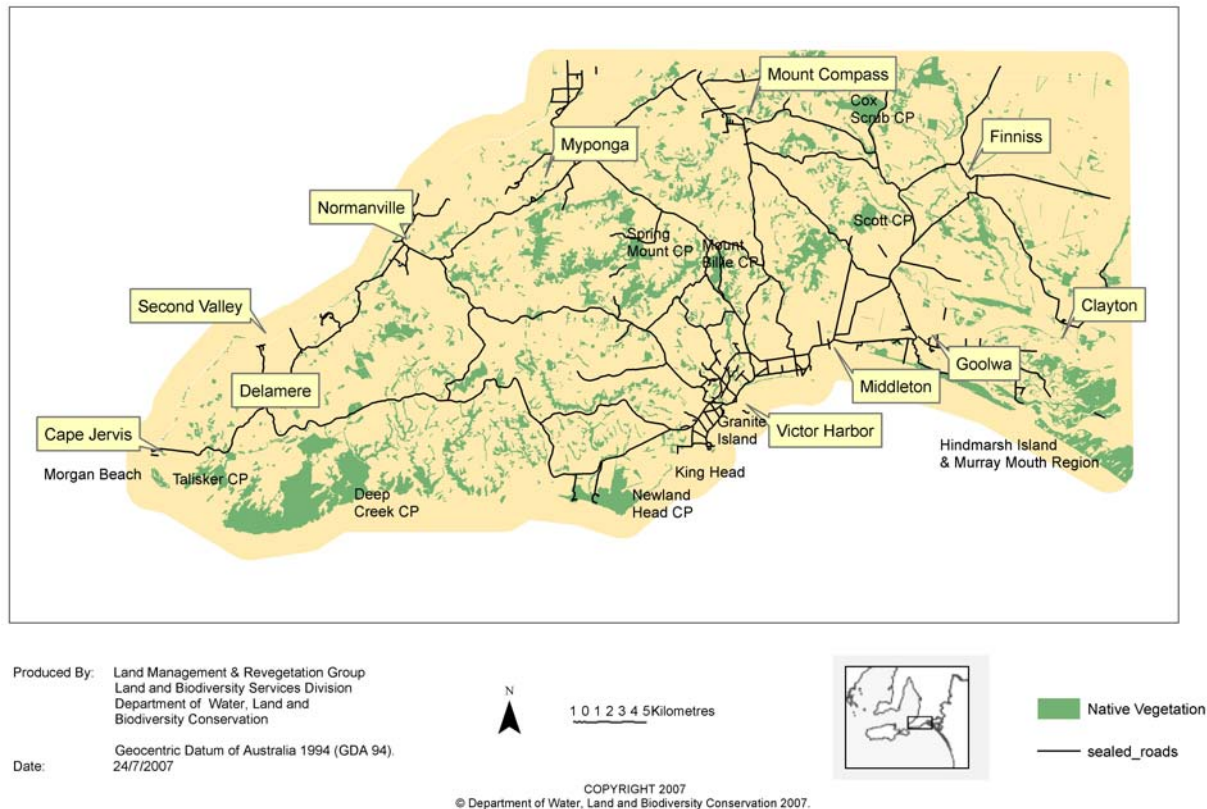 Mount Compass
Cox
Scrub CP
Finniss
Myponga
Normanville
Scott CP
Spring
Mount CP
Mount
Billie CP
Second Valley
Clayton
Goolwa
Delamere
Middleton
Cape Jervis
Granite
Island
Victor Harbor
Hindmarsh Island
& Murray Mouth Region
Morgan Beach
Talisker CP
King Head
Deep
Creek CP
Newland
Head CP
Produced By: Land Management & Revegetation Group
Land and Biodiversity Services Division
Department of Water, Land and
Biodiversity Conservation
Geocentric Datum of Australia 1994 (GDA 94).
Date: 24/7/2007
N
1 0 1 2 3 4 5Kilometres
Native Vegetation
sealed_roads
COPYRIGHT 2007
© Department of Water, Land and Biodiversity Conservation 2007.